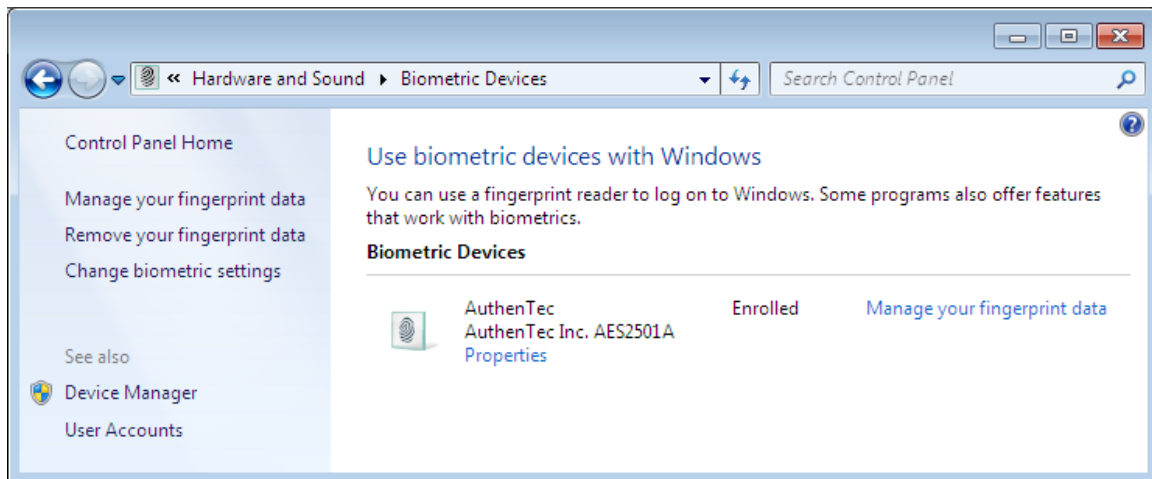 « Hardware and Sound ▸ Biometric Devices
Search Control Panel
Control Panel Home
Manage your fingerprint data
Remove your fingerprint data
Change biometric settings
See also
Device Manager
User Accounts
Use biometric devices with Windows
You can use a fingerprint reader to log on to Windows. Some programs also offer features
that work with biometrics.
Biometric Devices
AuthenTec Enrolled Manage your fingerprint data
AuthenTec Inc. AES2501A
Properties